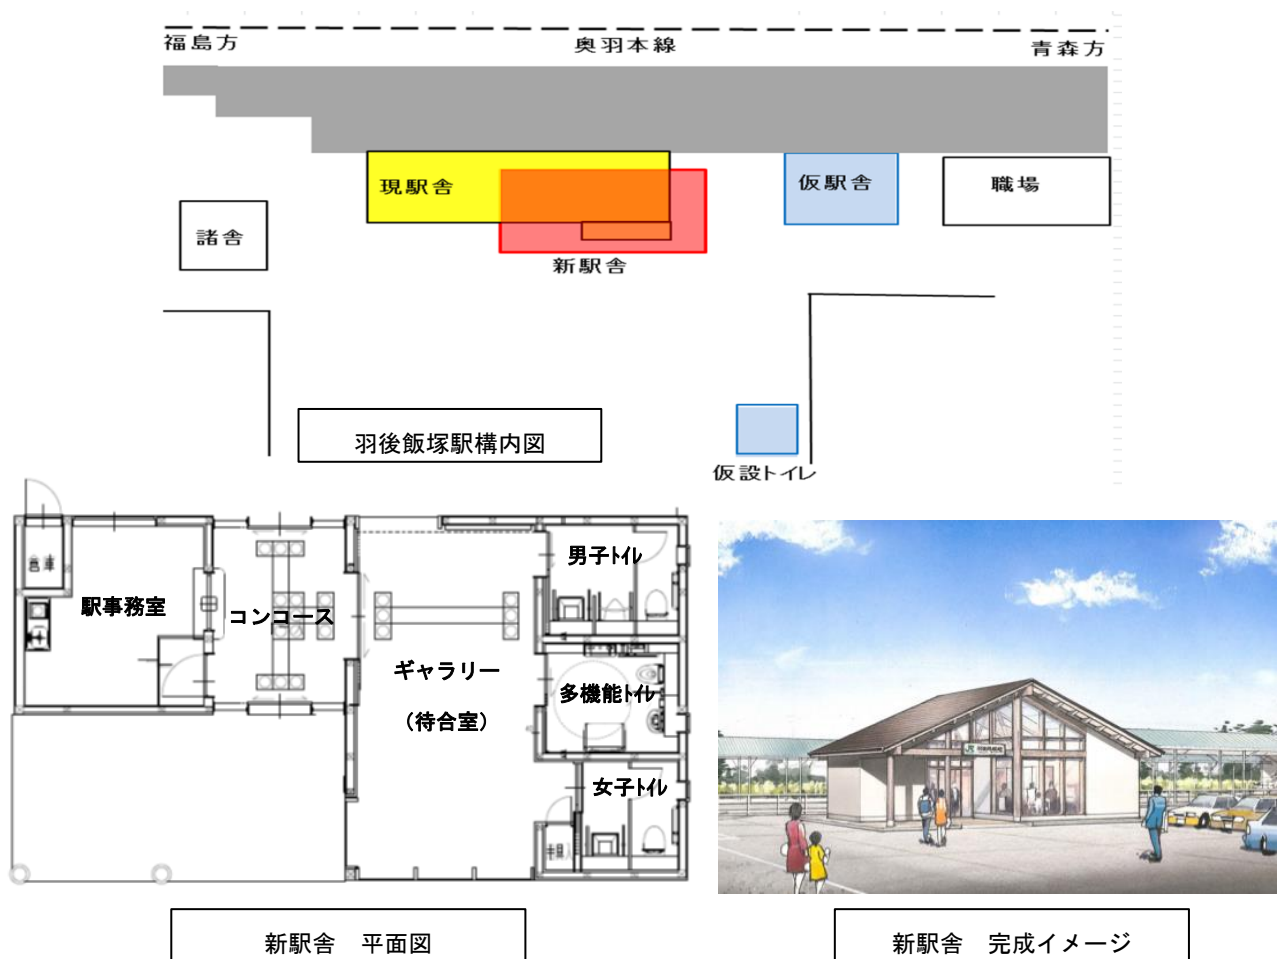 福島方 奥羽本線 青森方
現駅舎 仮駅舎 職場
諸舎
新駅舎
羽後飯塚駅構内図
仮設トイレ
男子トイレ
駅事務室 コンコース
ギャラリー
(待合室)
多機能トイレ
女子トイレ
新駅舎 平面図
新駅舎 完成イメージ